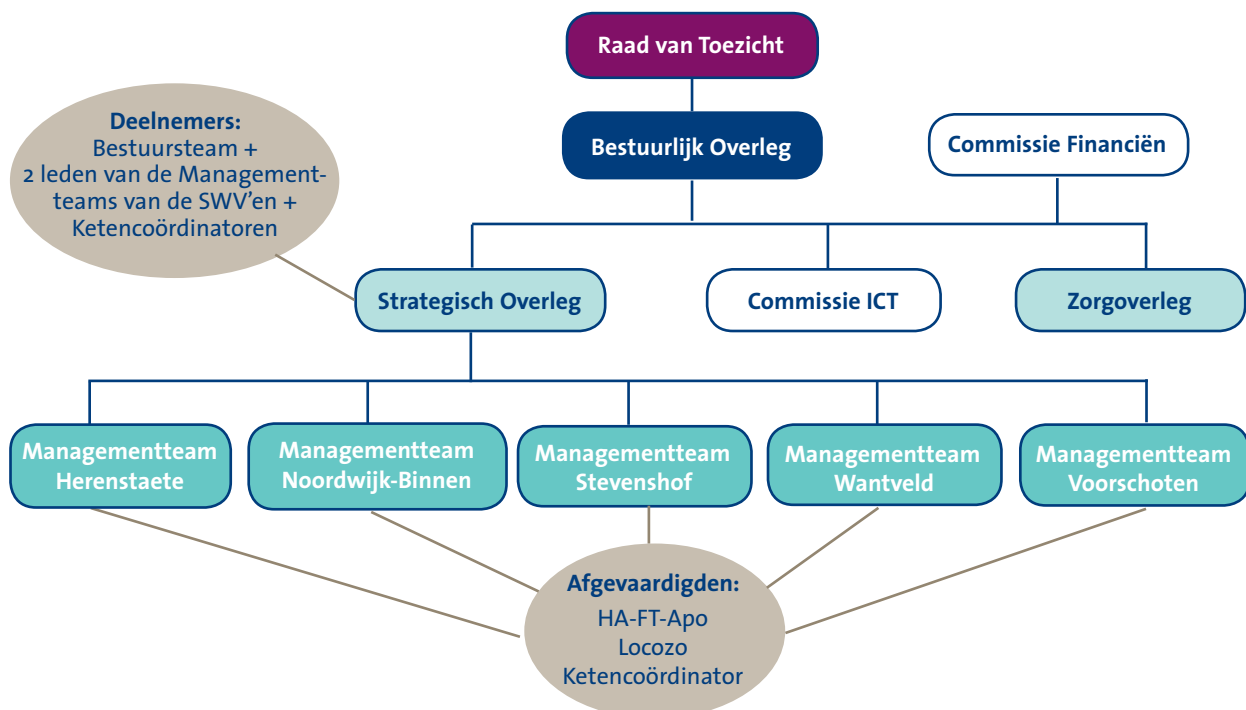 Raad van Toezicht
Deelnemers:
Bestuursteam +
2 leden van de Management-
teams van de SWV’en +
Ketencoördinatoren
Bestuurlijk Overleg
Commissie Financiën
Strategisch Overleg
Commissie ICT
Zorgoverleg
Managementteam
Herenstaete
Managementteam
Noordwijk-Binnen
Managementteam
Stevenshof
Managementteam
Wantveld
Managementteam
Voorschoten
Afgevaardigden:
HA-FT-Apo
Locozo
Ketencoördinator